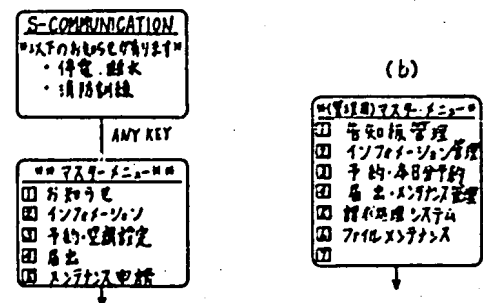 S-COMMUNICATION
*以下のお知らせが有ります*
・停電・断水
・消防訓練
ANY KEY
** マスターメニュー **
1 お知らせ
2 インフォメーション
3 予約・空調設定
4 届出
5 メンテナンス申請
(b)
*(管理用)マスター・メニュー*
1 告知板管理
2 インフォメーション管理
3 予約・本日分予約
4 届出・メンテナンス管理
5 処理システム
6 ファイルメンテナンス
7